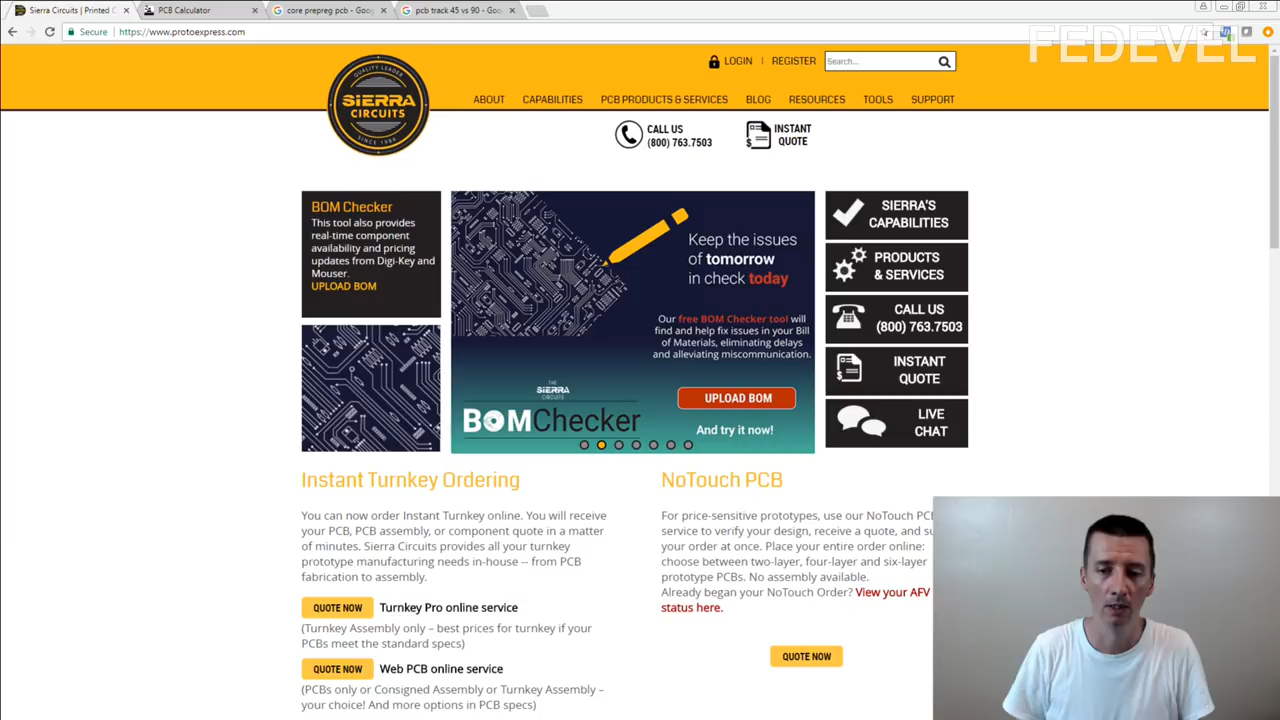 Sierra Circuits | Printed C
PCB Calculator
core prepreg pcb - Goo
pcb track 45 vs 90 - Goo
Secure
https://www.protoexpress.com
FEDEVEL
LOGIN | REGISTER
Search...
QUALITY LEADER
SIERRA
CIRCUITS
SINCE 1986
ABOUT
CAPABILITIES
PCB PRODUCTS & SERVICES
BLOG
RESOURCES
TOOLS
SUPPORT
CALL US
(800) 763.7503
INSTANT
QUOTE
BOM Checker
This tool also provides
real-time component
availability and pricing
updates from Digi-Key and
Mouser.
UPLOAD BOM
Keep the issues
of tomorrow
in check today
Our free BOM Checker tool will
find and help fix issues in your Bill
of Materials, eliminating delays
and alleviating miscommunication.
THE
SIERRA
CIRCUITS
BOMChecker
UPLOAD BOM
And try it now!
SIERRA'S
CAPABILITIES
PRODUCTS
& SERVICES
CALL US
(800) 763.7503
INSTANT
QUOTE
LIVE
CHAT
Instant Turnkey Ordering
You can now order Instant Turnkey online. You will receive
your PCB, PCB assembly, or component quote in a matter
of minutes. Sierra Circuits provides all your turnkey
prototype manufacturing needs in-house -- from PCB
fabrication to assembly.
QUOTE NOW Turnkey Pro online service
(Turnkey Assembly only – best prices for turnkey if your
PCBs meet the standard specs)
QUOTE NOW Web PCB online service
(PCBs only or Consigned Assembly or Turnkey Assembly –
your choice! And more options in PCB specs)
NoTouch PCB
For price-sensitive prototypes, use our NoTouch PC
service to verify your design, receive a quote, and su
your order at once. Place your entire order online:
choose between two-layer, four-layer and six-layer
prototype PCBs. No assembly available.
Already began your NoTouch Order? View your AFV
status here.
QUOTE NOW